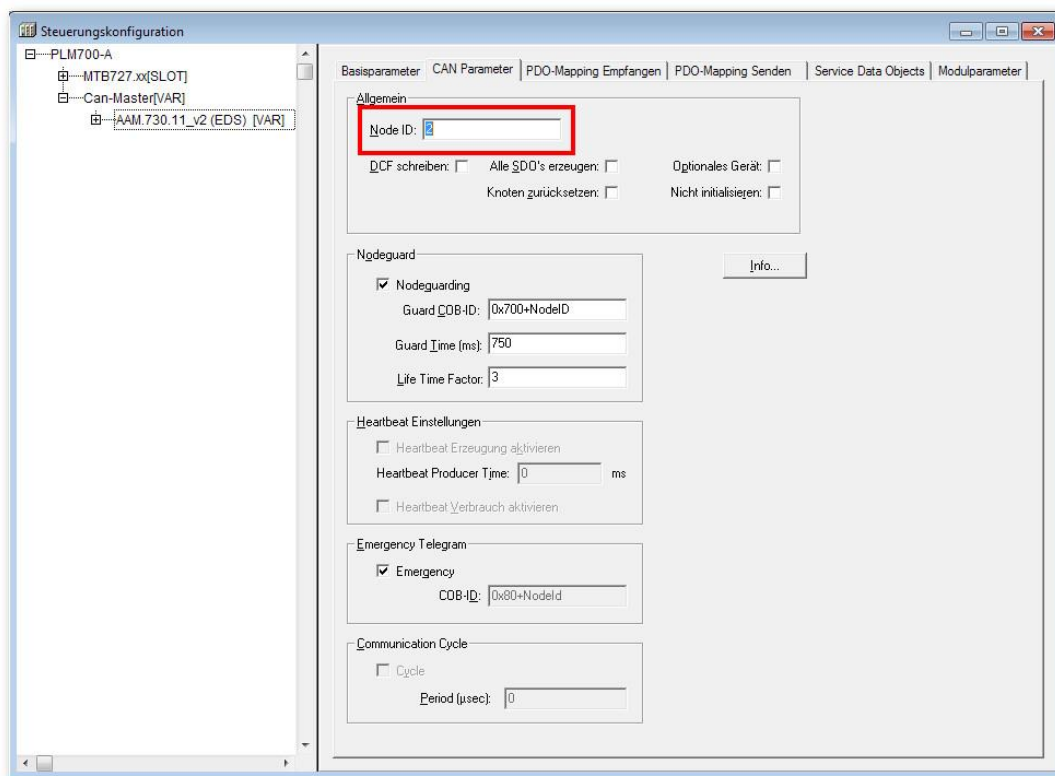 Steuerungskonfiguration
PLM700-A
MTB727.xx[SLOT]
Can-Master[VAR]
AAM.730.11_v2 (EDS) [VAR]
Basisparameter CAN Parameter PDO-Mapping Empfangen PDO-Mapping Senden Service Data Objects Modulparameter
Allgemein
Node ID: 2
DCF schreiben: Alle SDO's erzeugen: Optionales Gerät:
Knoten zurücksetzen: Nicht initialisieren:
Nodeguard
Info...
Nodeguarding
Guard COB-ID: 0x700+NodeID
Guard Time (ms): 750
Life Time Factor: 3
Heartbeat Einstellungen
Heartbeat Erzeugung aktivieren
Heartbeat Producer Time: 0 ms
Heartbeat Verbrauch aktivieren
Emergency Telegram
Emergency
COB-ID: 0x80+NodeId
Communication Cycle
Cycle
Period (µsec): 0